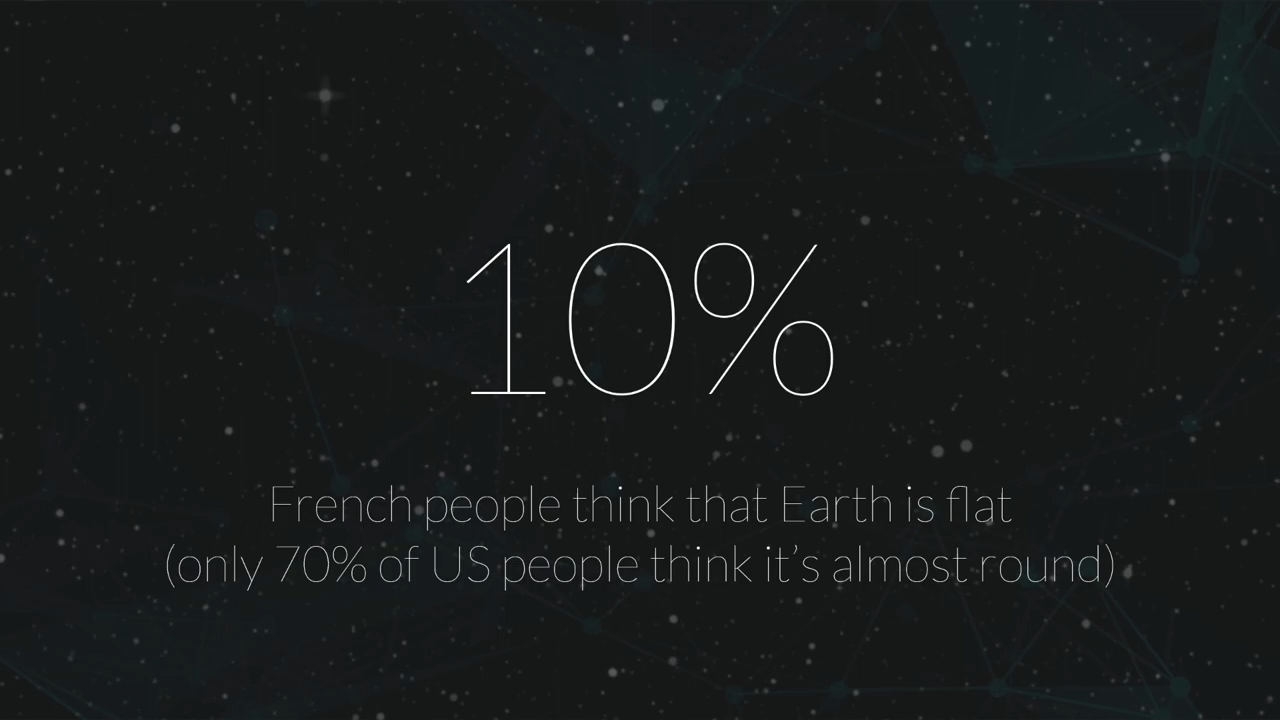 10%
French people think that Earth is flat
(only 70% of US people think it’s almost round)